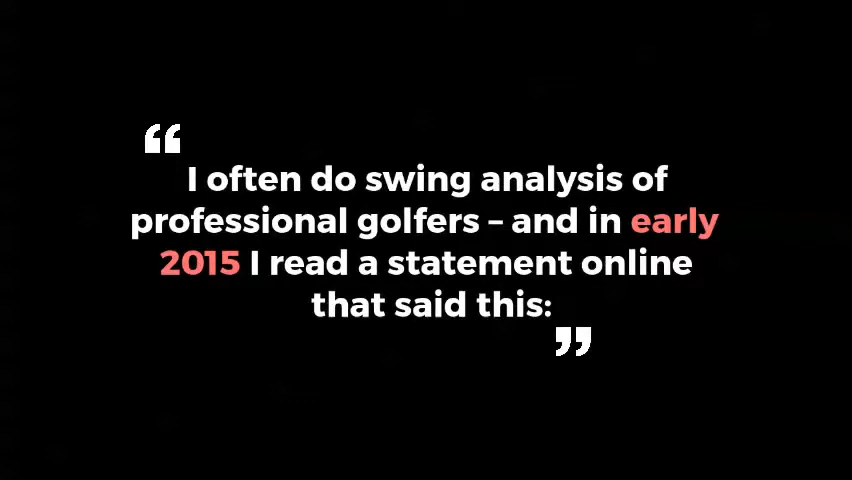 “
I often do swing analysis of
professional golfers – and in early
2015 I read a statement online
that said this:
”